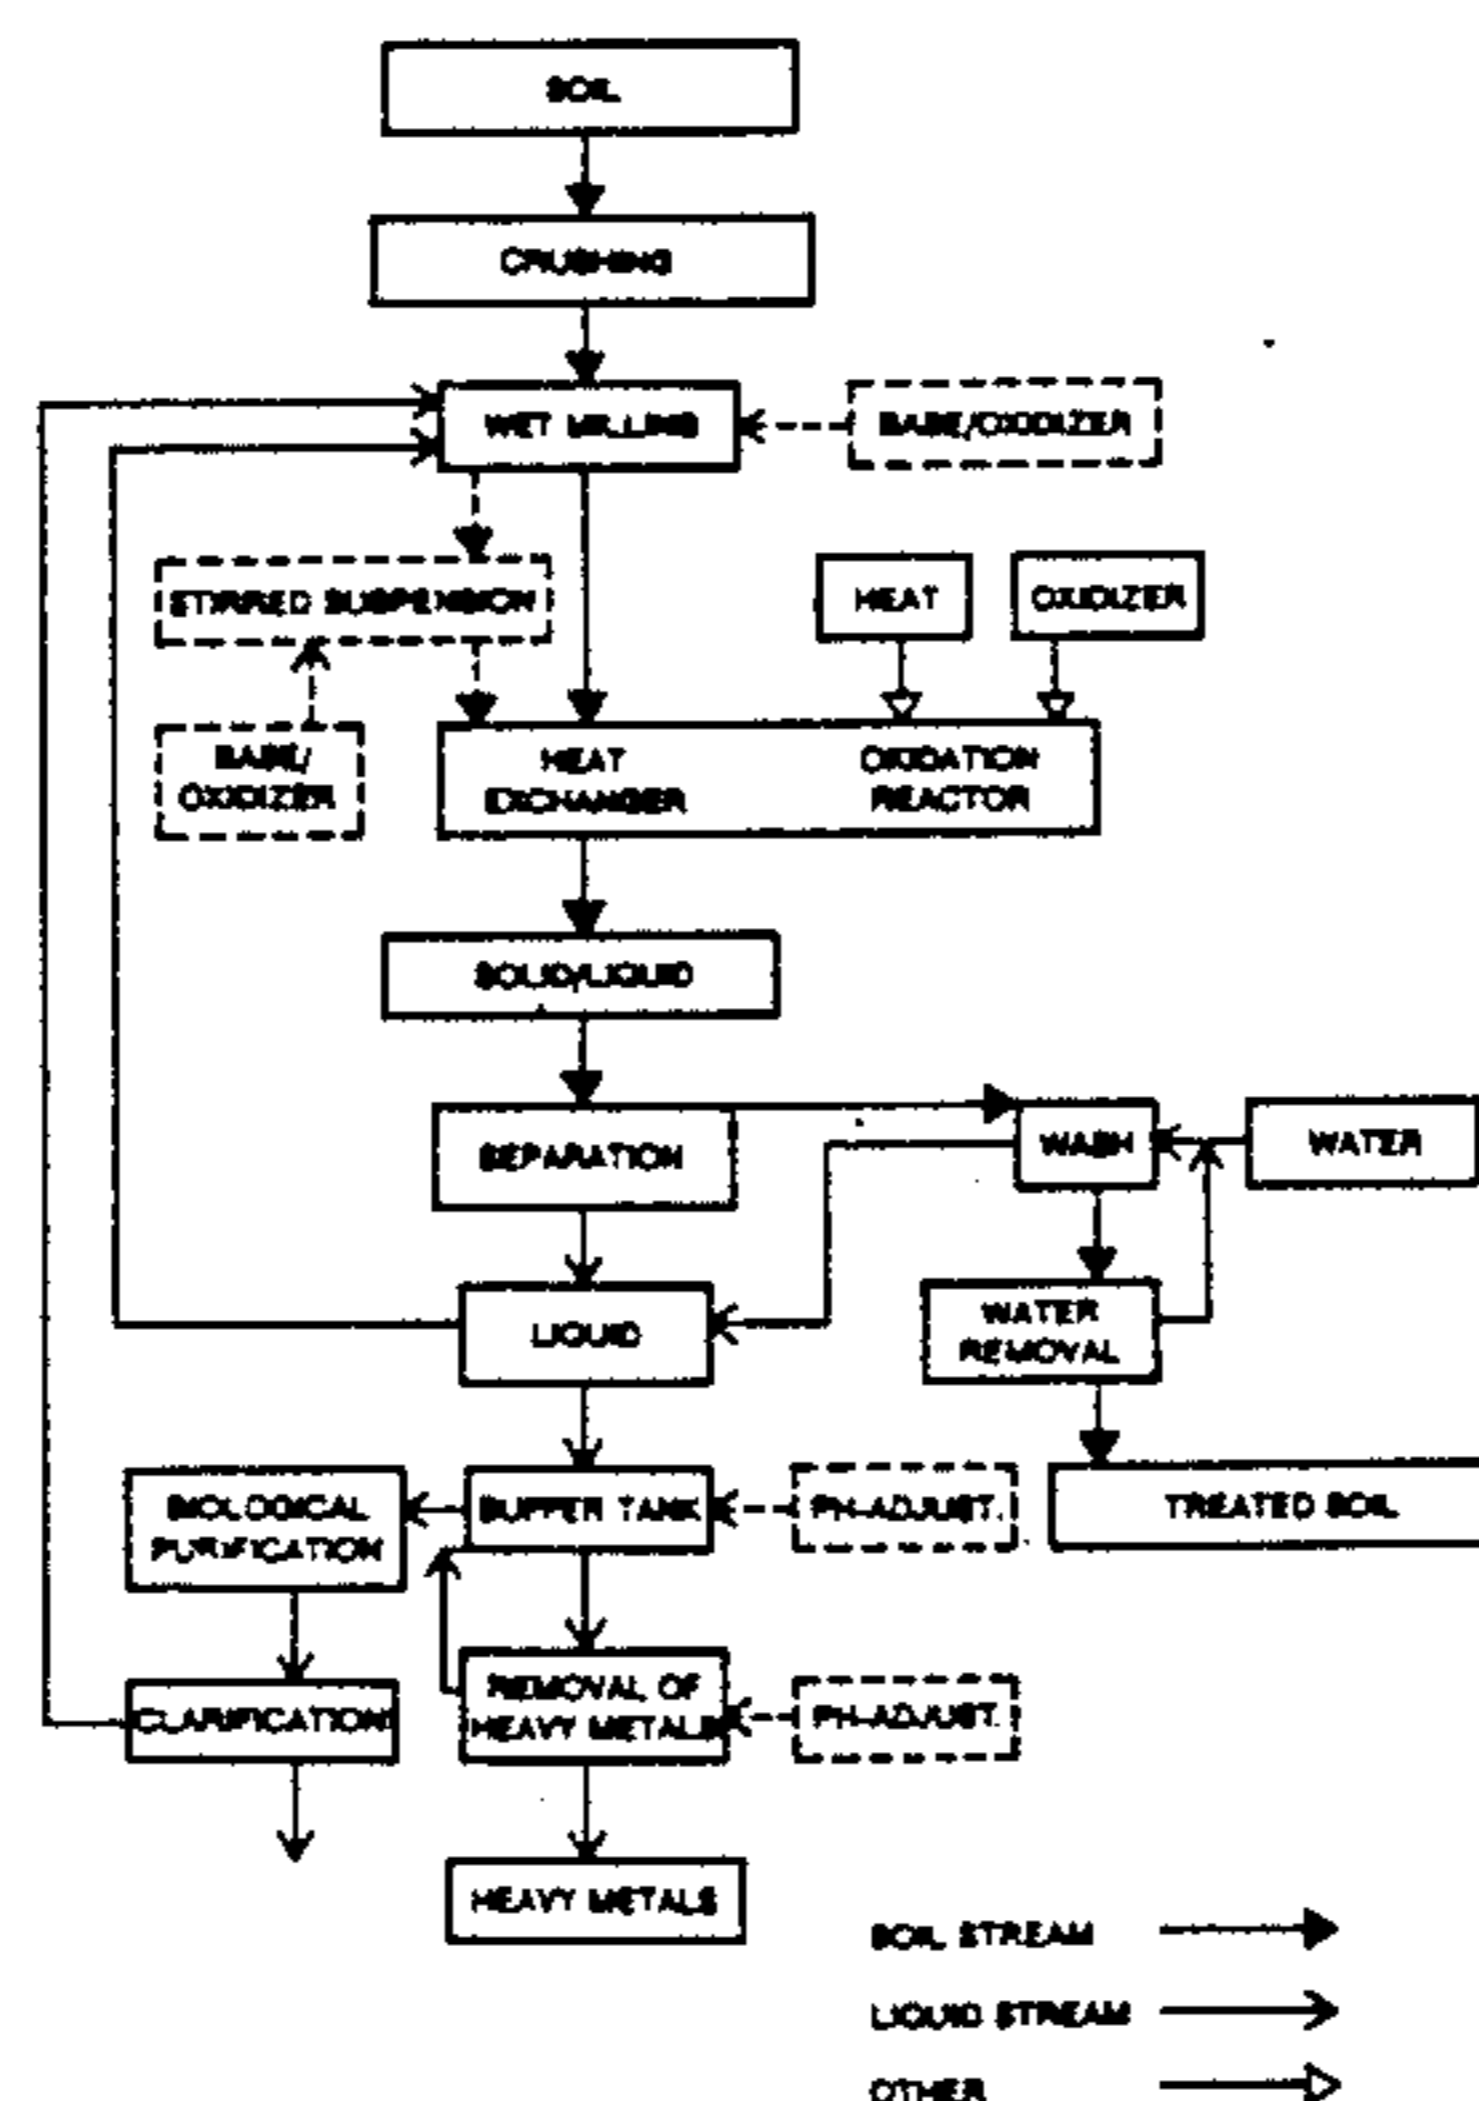 SOIL
CRUSHING
WET MILLING
BASE/OXIDIZER
STIRRED SUSPENSION
HEAT
OXIDIZER
BASE/
OXIDIZER
HEAT
EXCHANGER
OXIDATION
REACTOR
SOLID/LIQUID
SEPARATION
WASH
WATER
LIQUID
WATER
REMOVAL
BIOLOGICAL
PURIFICATION
BUFFER TANK
PH-ADJUST.
TREATED SOIL
CLARIFICATION
REMOVAL OF
HEAVY METALS
PH-ADJUST.
HEAVY METALS
SOIL STREAM
LIQUID STREAM
OTHER